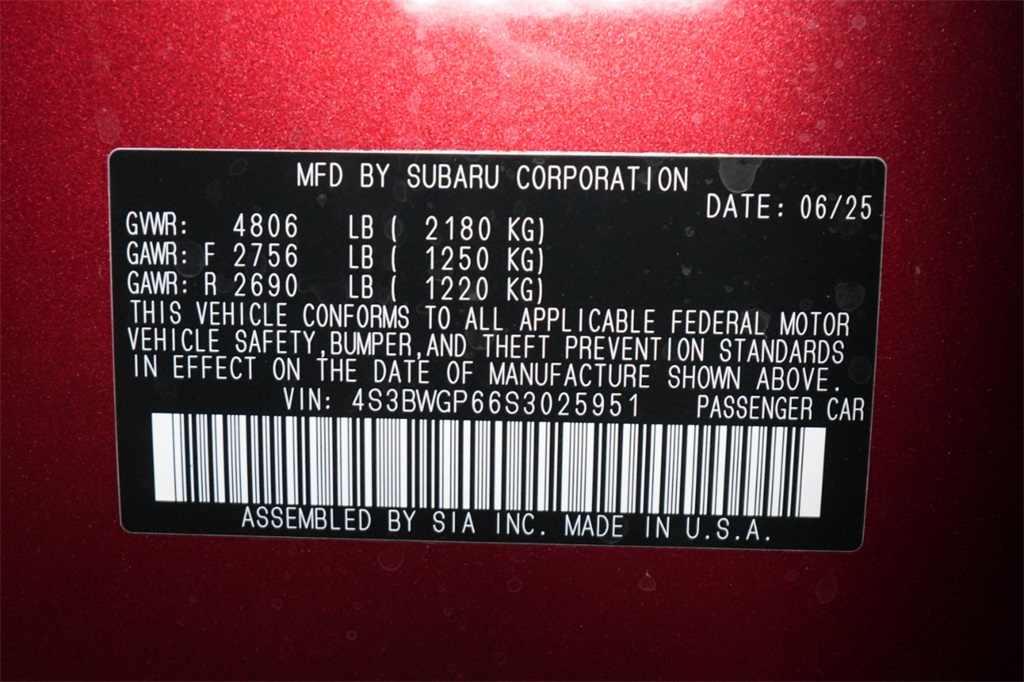 MFD BY SUBARU CORPORATION
DATE: 06/25
GVWR: 4806 LB ( 2180 KG)
GAWR: F 2756 LB ( 1250 KG)
GAWR: R 2690 LB ( 1220 KG)
THIS VEHICLE CONFORMS TO ALL APPLICABLE FEDERAL MOTOR
VEHICLE SAFETY,BUMPER,AND THEFT PREVENTION STANDARDS
IN EFFECT ON THE DATE OF MANUFACTURE SHOWN ABOVE.
VIN: 4S3BWGP66S3025951 PASSENGER CAR
ASSEMBLED BY SIA INC. MADE IN U.S.A.